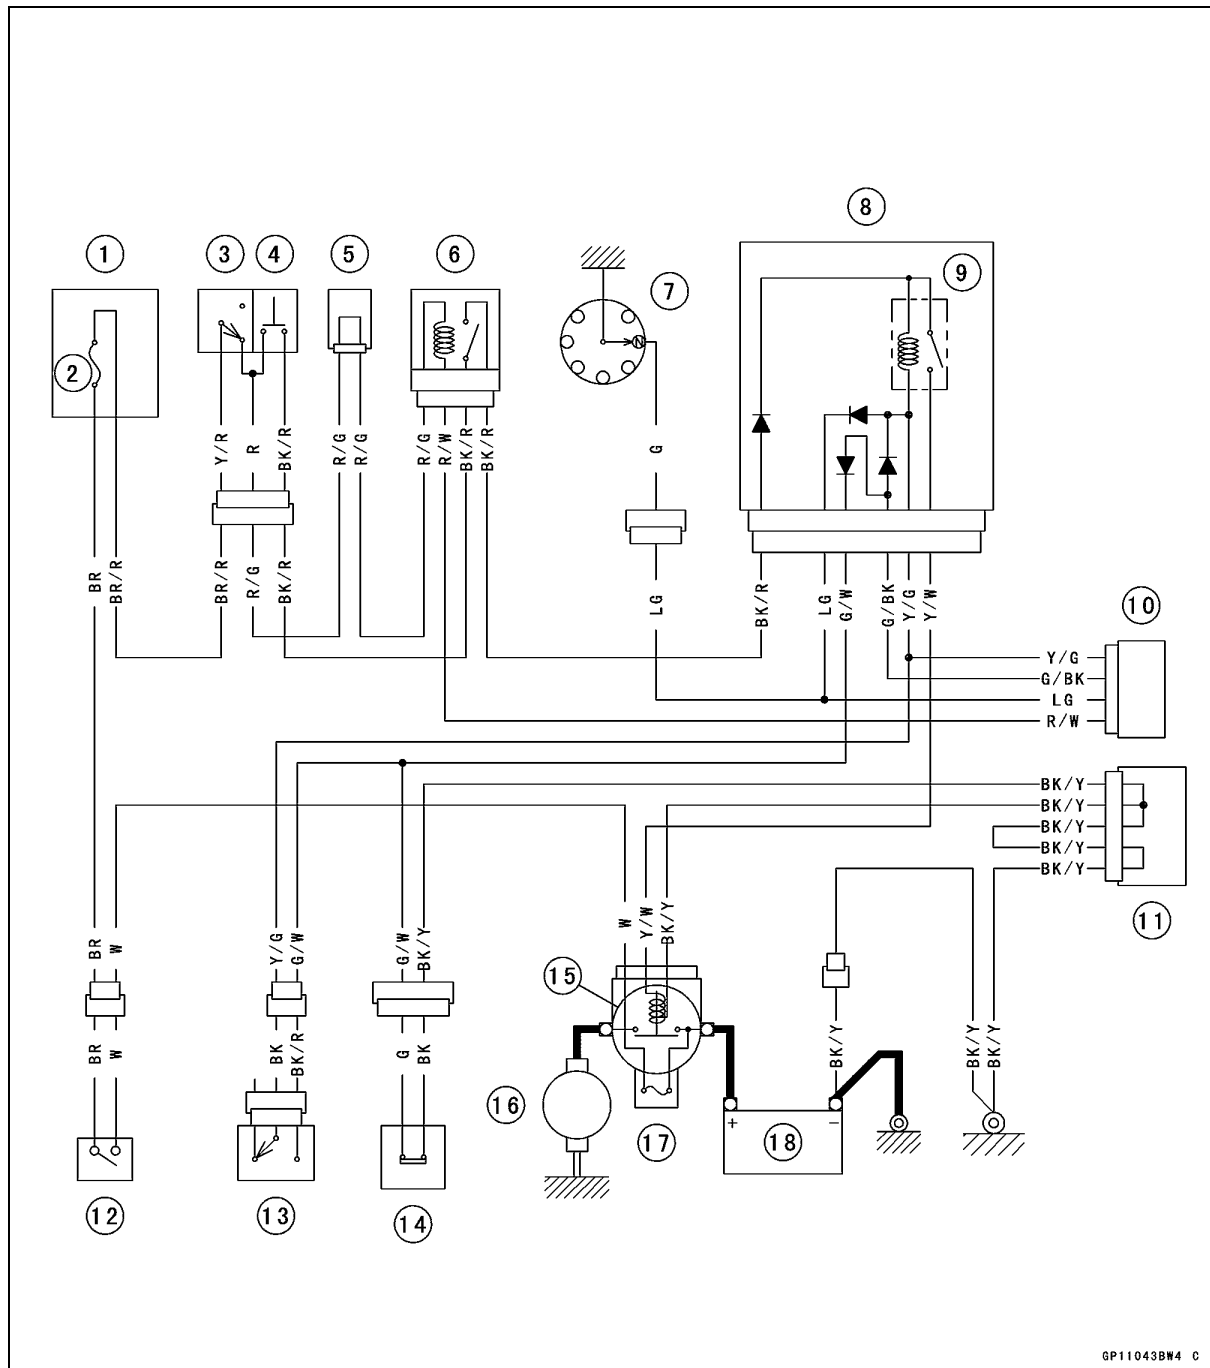 8
1
3
4
5
6
7
9
2
N
Y/R
R
BK/R
R/G
R/G
R/G
R/W
BK/R
BK/R
G
BR
BR/R
BR/R
R/G
BK/R
LG
BK/R
LG
G/W
G/BK
Y/G
Y/W
10
Y/G
G/BK
LG
R/W
BK/Y
BK/Y
BK/Y
BK/Y
BK/Y
11
BR
W
Y/G
G/W
G/W
BK/Y
W
Y/W
BK/Y
15
BR
W
BK
BK/R
G
BK
BK/Y
BK/Y
BK/Y
16
17
+
18
−
12
13
14
GP11043BW4 C